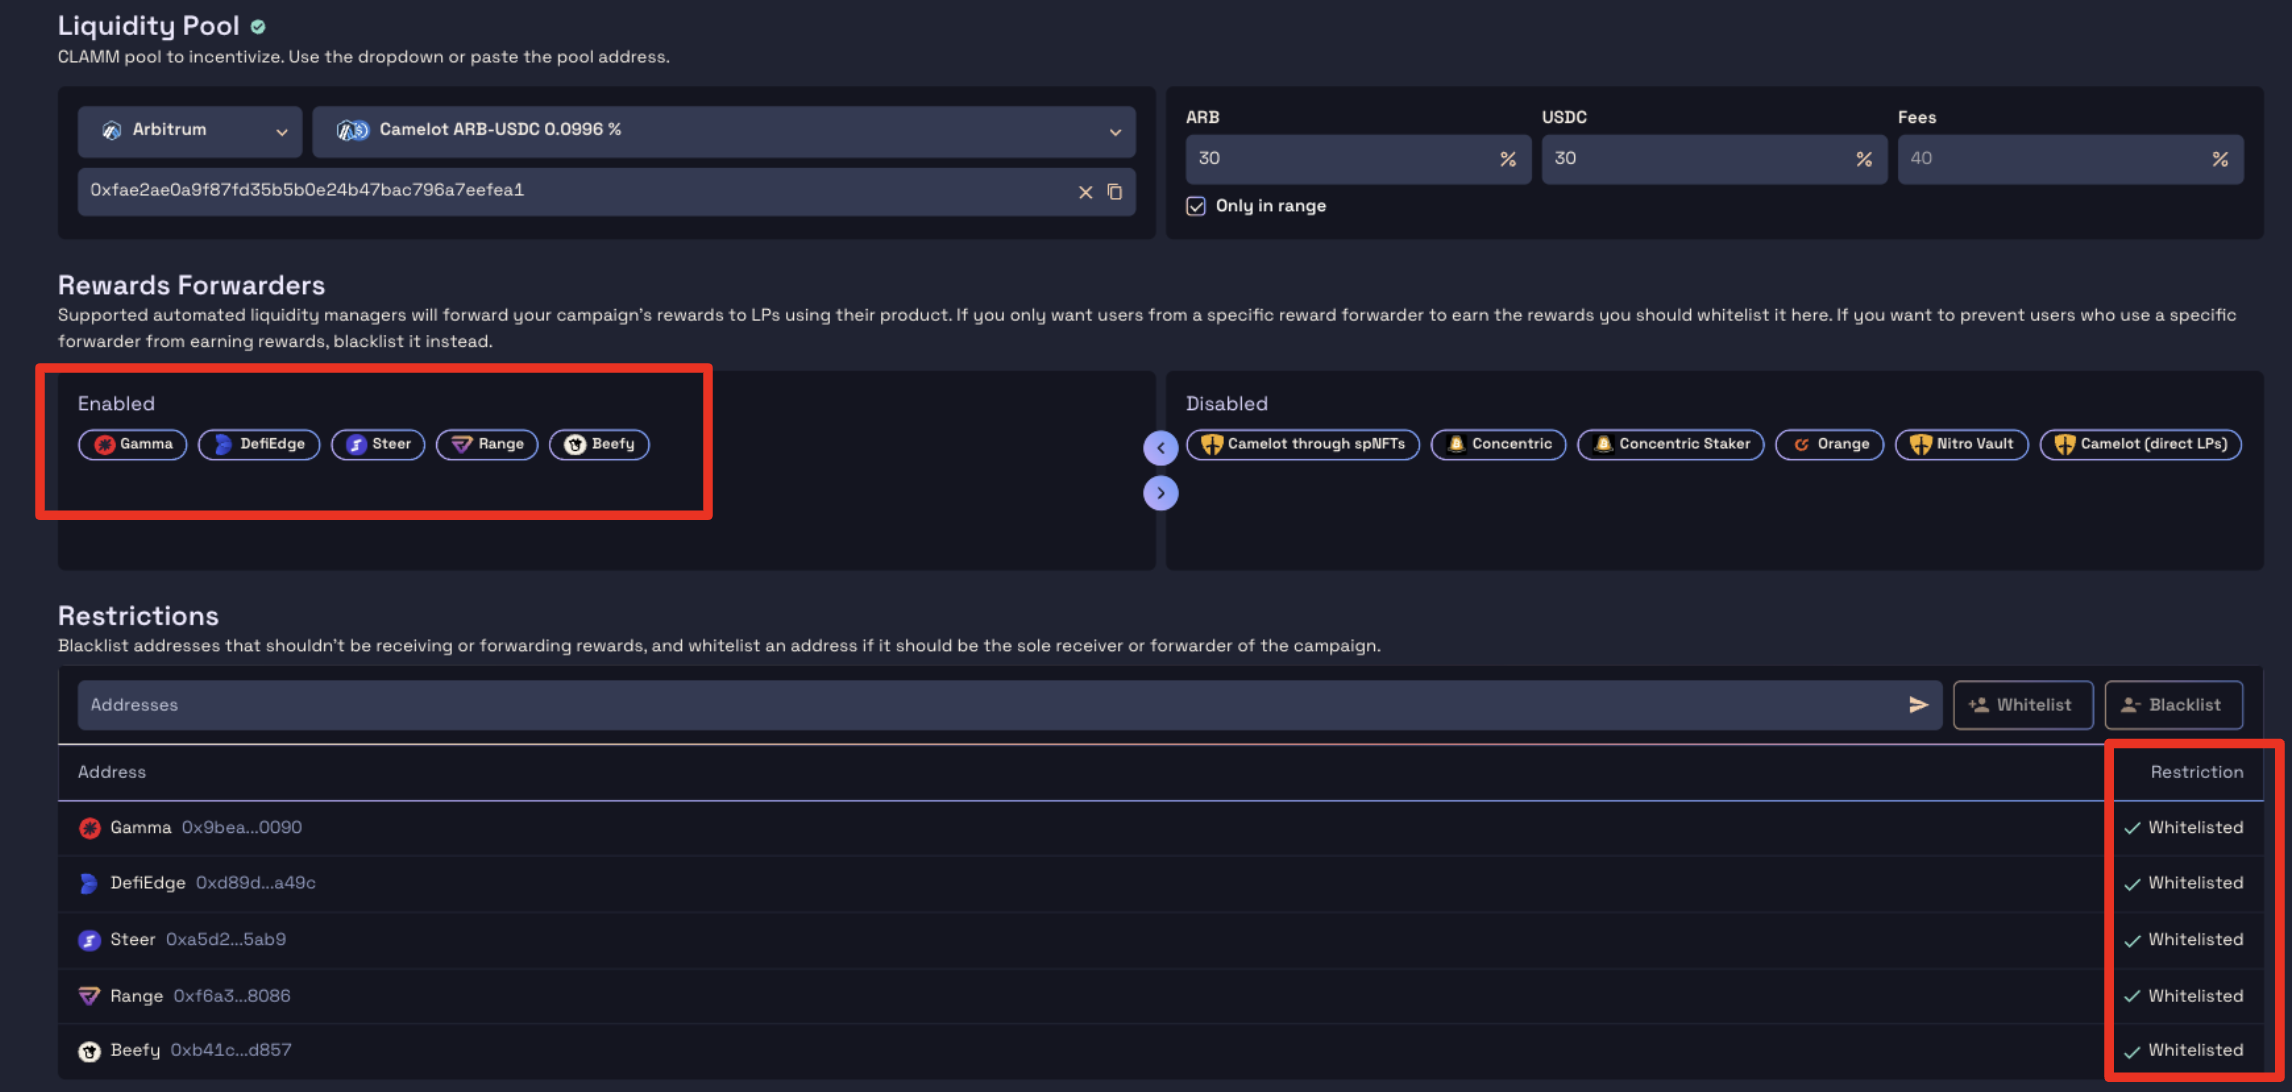 Liquidity Pool
CLAMM pool to incentivize. Use the dropdown or paste the pool address.
Arbitrum
Camelot ARB-USDC 0.0996 %
0xfae2ae0a9f87fd35b5b0e24b47bac796a7eefea1
ARB USDC Fees
30 % 30 % 40 %
Only in range
Rewards Forwarders
Supported automated liquidity managers will forward your campaign's rewards to LPs using their product. If you only want users from a specific reward forwarder to earn the rewards you should whitelist it here. If you want to prevent users who use a specific
forwarder from earning rewards, blacklist it instead.
Enabled
Gamma DefiEdge Steer Range Beefy
Disabled
Camelot through spNFTs Concentric Concentric Staker Orange Nitro Vault Camelot (direct LPs)
Restrictions
Blacklist addresses that shouldn't be receiving or forwarding rewards, and whitelist an address if it should be the sole receiver or forwarder of the campaign.
Addresses Whitelist Blacklist
Address Restriction
Gamma 0x9bea...0090 Whitelisted
DefiEdge 0xd89d...a49c Whitelisted
Steer 0xa5d2...5ab9 Whitelisted
Range 0xf6a3...8086 Whitelisted
Beefy 0xb41c...d857 Whitelisted